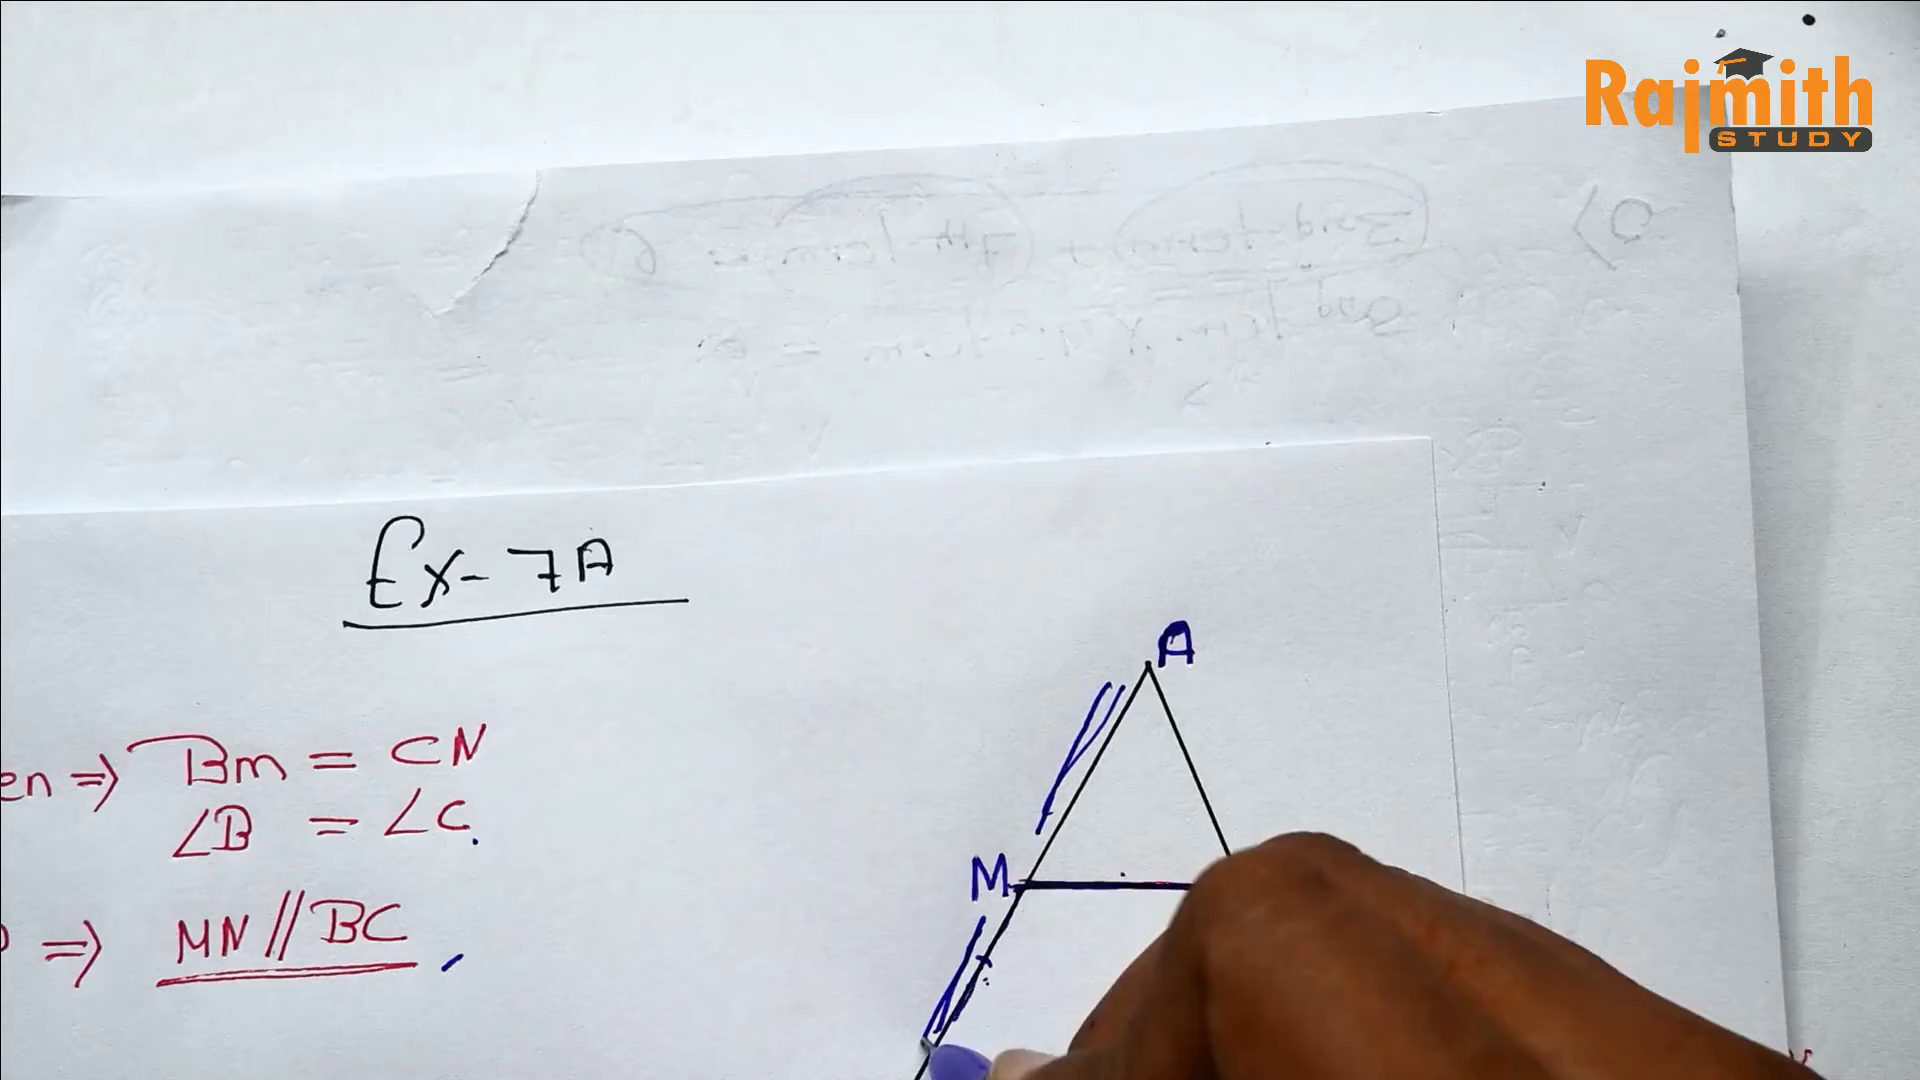 Rajmith
STUDY
Ex-7A
A
en => Bm = CN
∠B = ∠C.
M
=> MN//BC